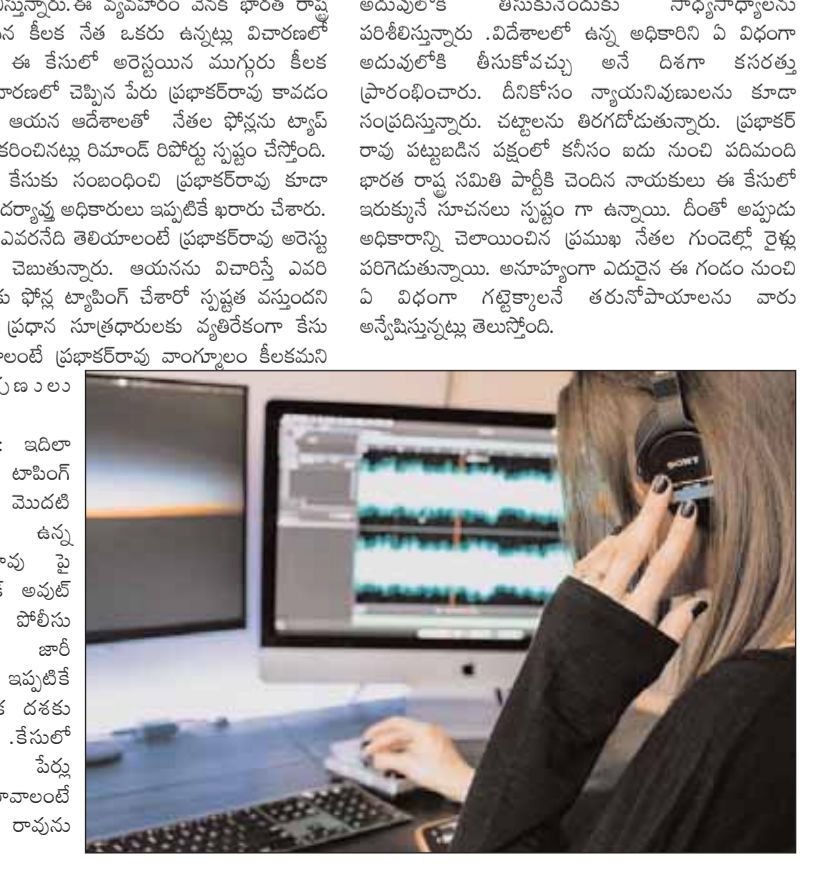 స్తున్నారు.ఈ వ్యవహారం వెనక భారత రాష్ట్ర
కీలక నేత ఒకరు ఉన్నట్లు విచారణలో
ఈ కేసులో అరెస్టయిన ముగ్గురు కీలక
చెప్పిన పేరు ప్రభాకర్‌రావు కావడం
ఆయన ఆదేశాలతో నేతల ఫోన్లను ట్యాప్
కరించినట్లు రిమాండ్ రిపోర్టు స్పష్టం చేస్తోంది.
కేసుకు సంబంధించి ప్రభాకర్‌రావు కూడా
దర్యాప్తు అధికారులు ఇప్పటికే ఖరారు చేశారు.
ఎవరనేది తెలియాలంటే ప్రభాకర్‌రావు అరెస్టు
చెబుతున్నారు. ఆయనను విచారిస్తే ఎవరి
ఫోన్ల ట్యాపింగ్ చేశారో స్పష్టత వస్తుందని
ప్రధాన సూత్రధారులకు వ్యతిరేకంగా కేసు
ప్రభాకర్‌రావు వాంగ్మూలం కీలకమని
ఇదిలా
టాపింగ్
మొదటి
ఉన్న
పై
అవుట్
పోలీసు
జారీ
ఇప్పటికే
దశకు
.కేసులో
పేర్లు
రావును
అదుపులోకి తీసుకునేందుకు సాధ్యసాధ్యాలను
పరిశీలిస్తున్నారు .విదేశాలలో ఉన్న అధికారిని ఏ విధంగా
అదుపులోకి తీసుకోవచ్చు అనే దిశగా కసరత్తు
ప్రారంభించారు. దీనికోసం న్యాయనిపుణులను కూడా
సంప్రదిస్తున్నారు. చట్టాలను తిరగదోడుతున్నారు. ప్రభాకర్
రావు పట్టుబడిన పక్షంలో కనీసం ఐదు నుంచి పదిమంది
భారత రాష్ట్ర సమితి పార్టీకి చెందిన నాయకులు ఈ కేసులో
ఇరుక్కునే సూచనలు స్పష్టం గా ఉన్నాయి. దీంతో అప్పుడు
అధికారాన్ని చెలాయించిన ప్రముఖ నేతల గుండెల్లో రైళ్లు
పరిగెడుతున్నాయి. అనూహ్యంగా ఎదురైన ఈ గండం నుంచి
ఏ విధంగా గట్టెక్కాలనే తరుణోపాయాలను వారు
అన్వేషిస్తున్నట్లు తెలుస్తోంది.
SONY